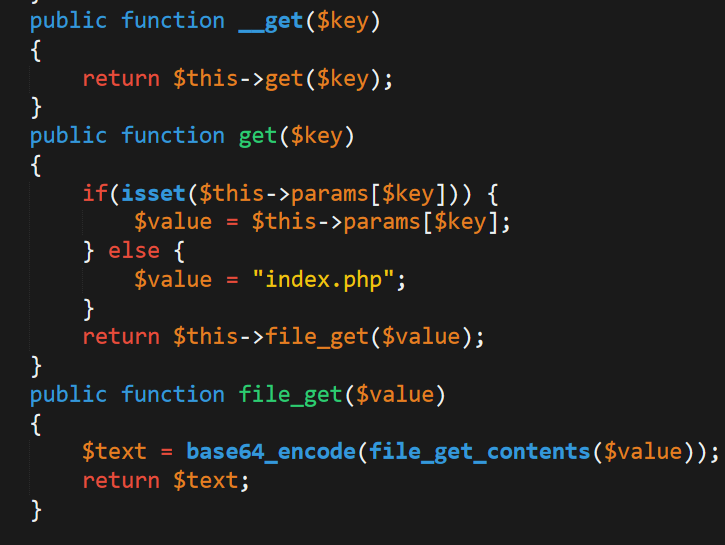 }
public function __get($key)
{
    return $this->get($key);
}
public function get($key)
{
    if(isset($this->params[$key])) {
        $value = $this->params[$key];
    } else {
        $value = "index.php";
    }
    return $this->file_get($value);
}
public function file_get($value)
{
    $text = base64_encode(file_get_contents($value));
    return $text;
}